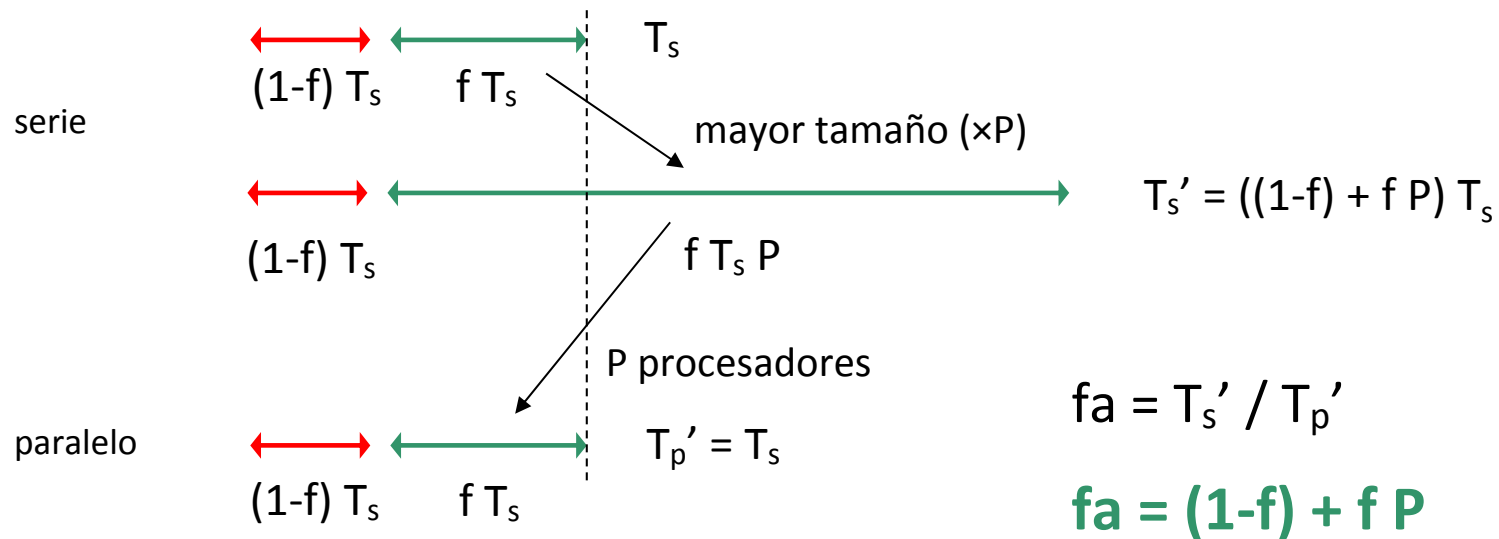 Tₛ
(1-f) Tₛ f Tₛ
serie
mayor tamaño (×P)
Tₛ’ = ((1-f) + f P) Tₛ
(1-f) Tₛ f Tₛ P
P procesadores
fa = Tₛ’ / Tₚ’
paralelo
Tₚ’ = Tₛ
(1-f) Tₛ f Tₛ
fa = (1-f) + f P